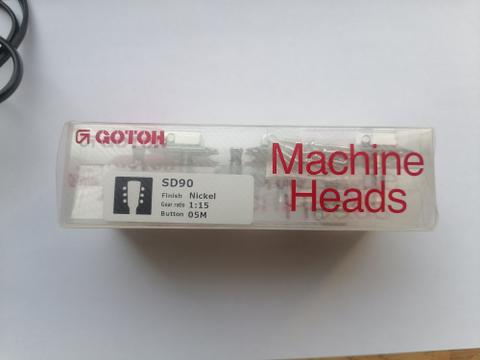 GOTOH
Machine
Heads
SD90
Finish Nickel
Gear ratio 1:15
Button 05M